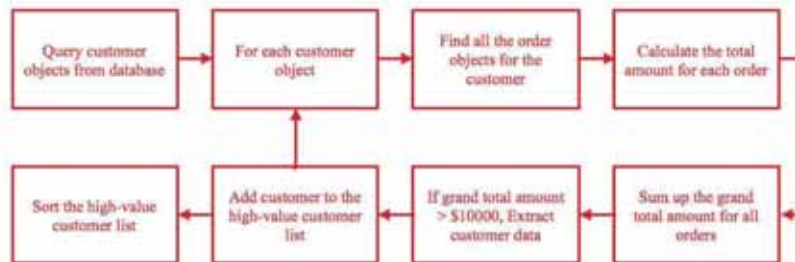 Query customer
objects from database
For each customer
object
Find all the order
objects for the
customer
Calculate the total
amount for each order
Sort the high-value
customer list
Add customer to the
high-value customer
list
If grand total amount
> $10000, Extract
customer data
Sum up the grand
total amount for all
orders